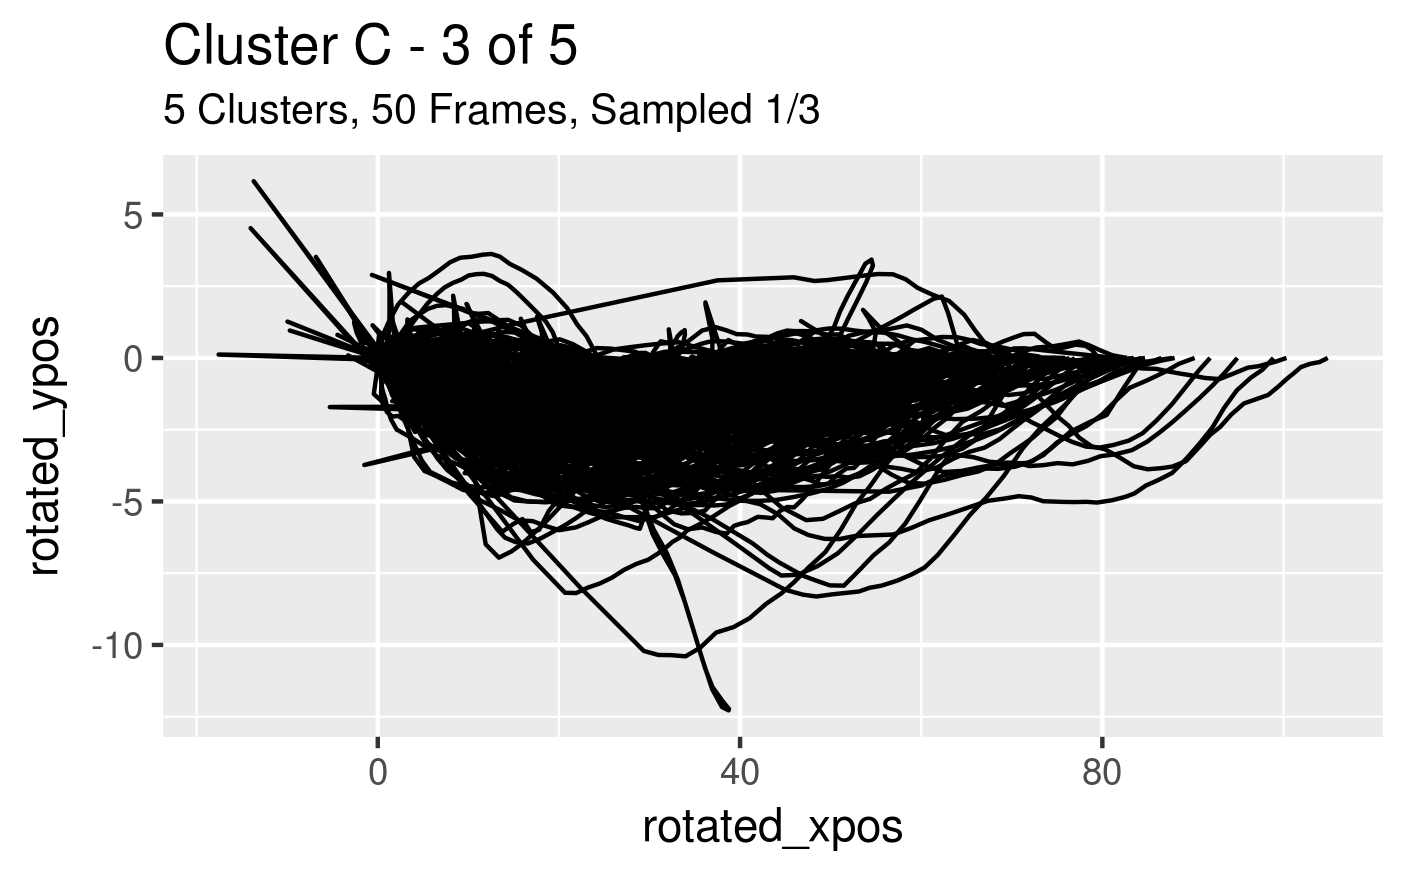 Cluster C - 3 of 5
5 Clusters, 50 Frames, Sampled 1/3
rotated_ypos
5
0
-5
-10
0
40
80
rotated_xpos